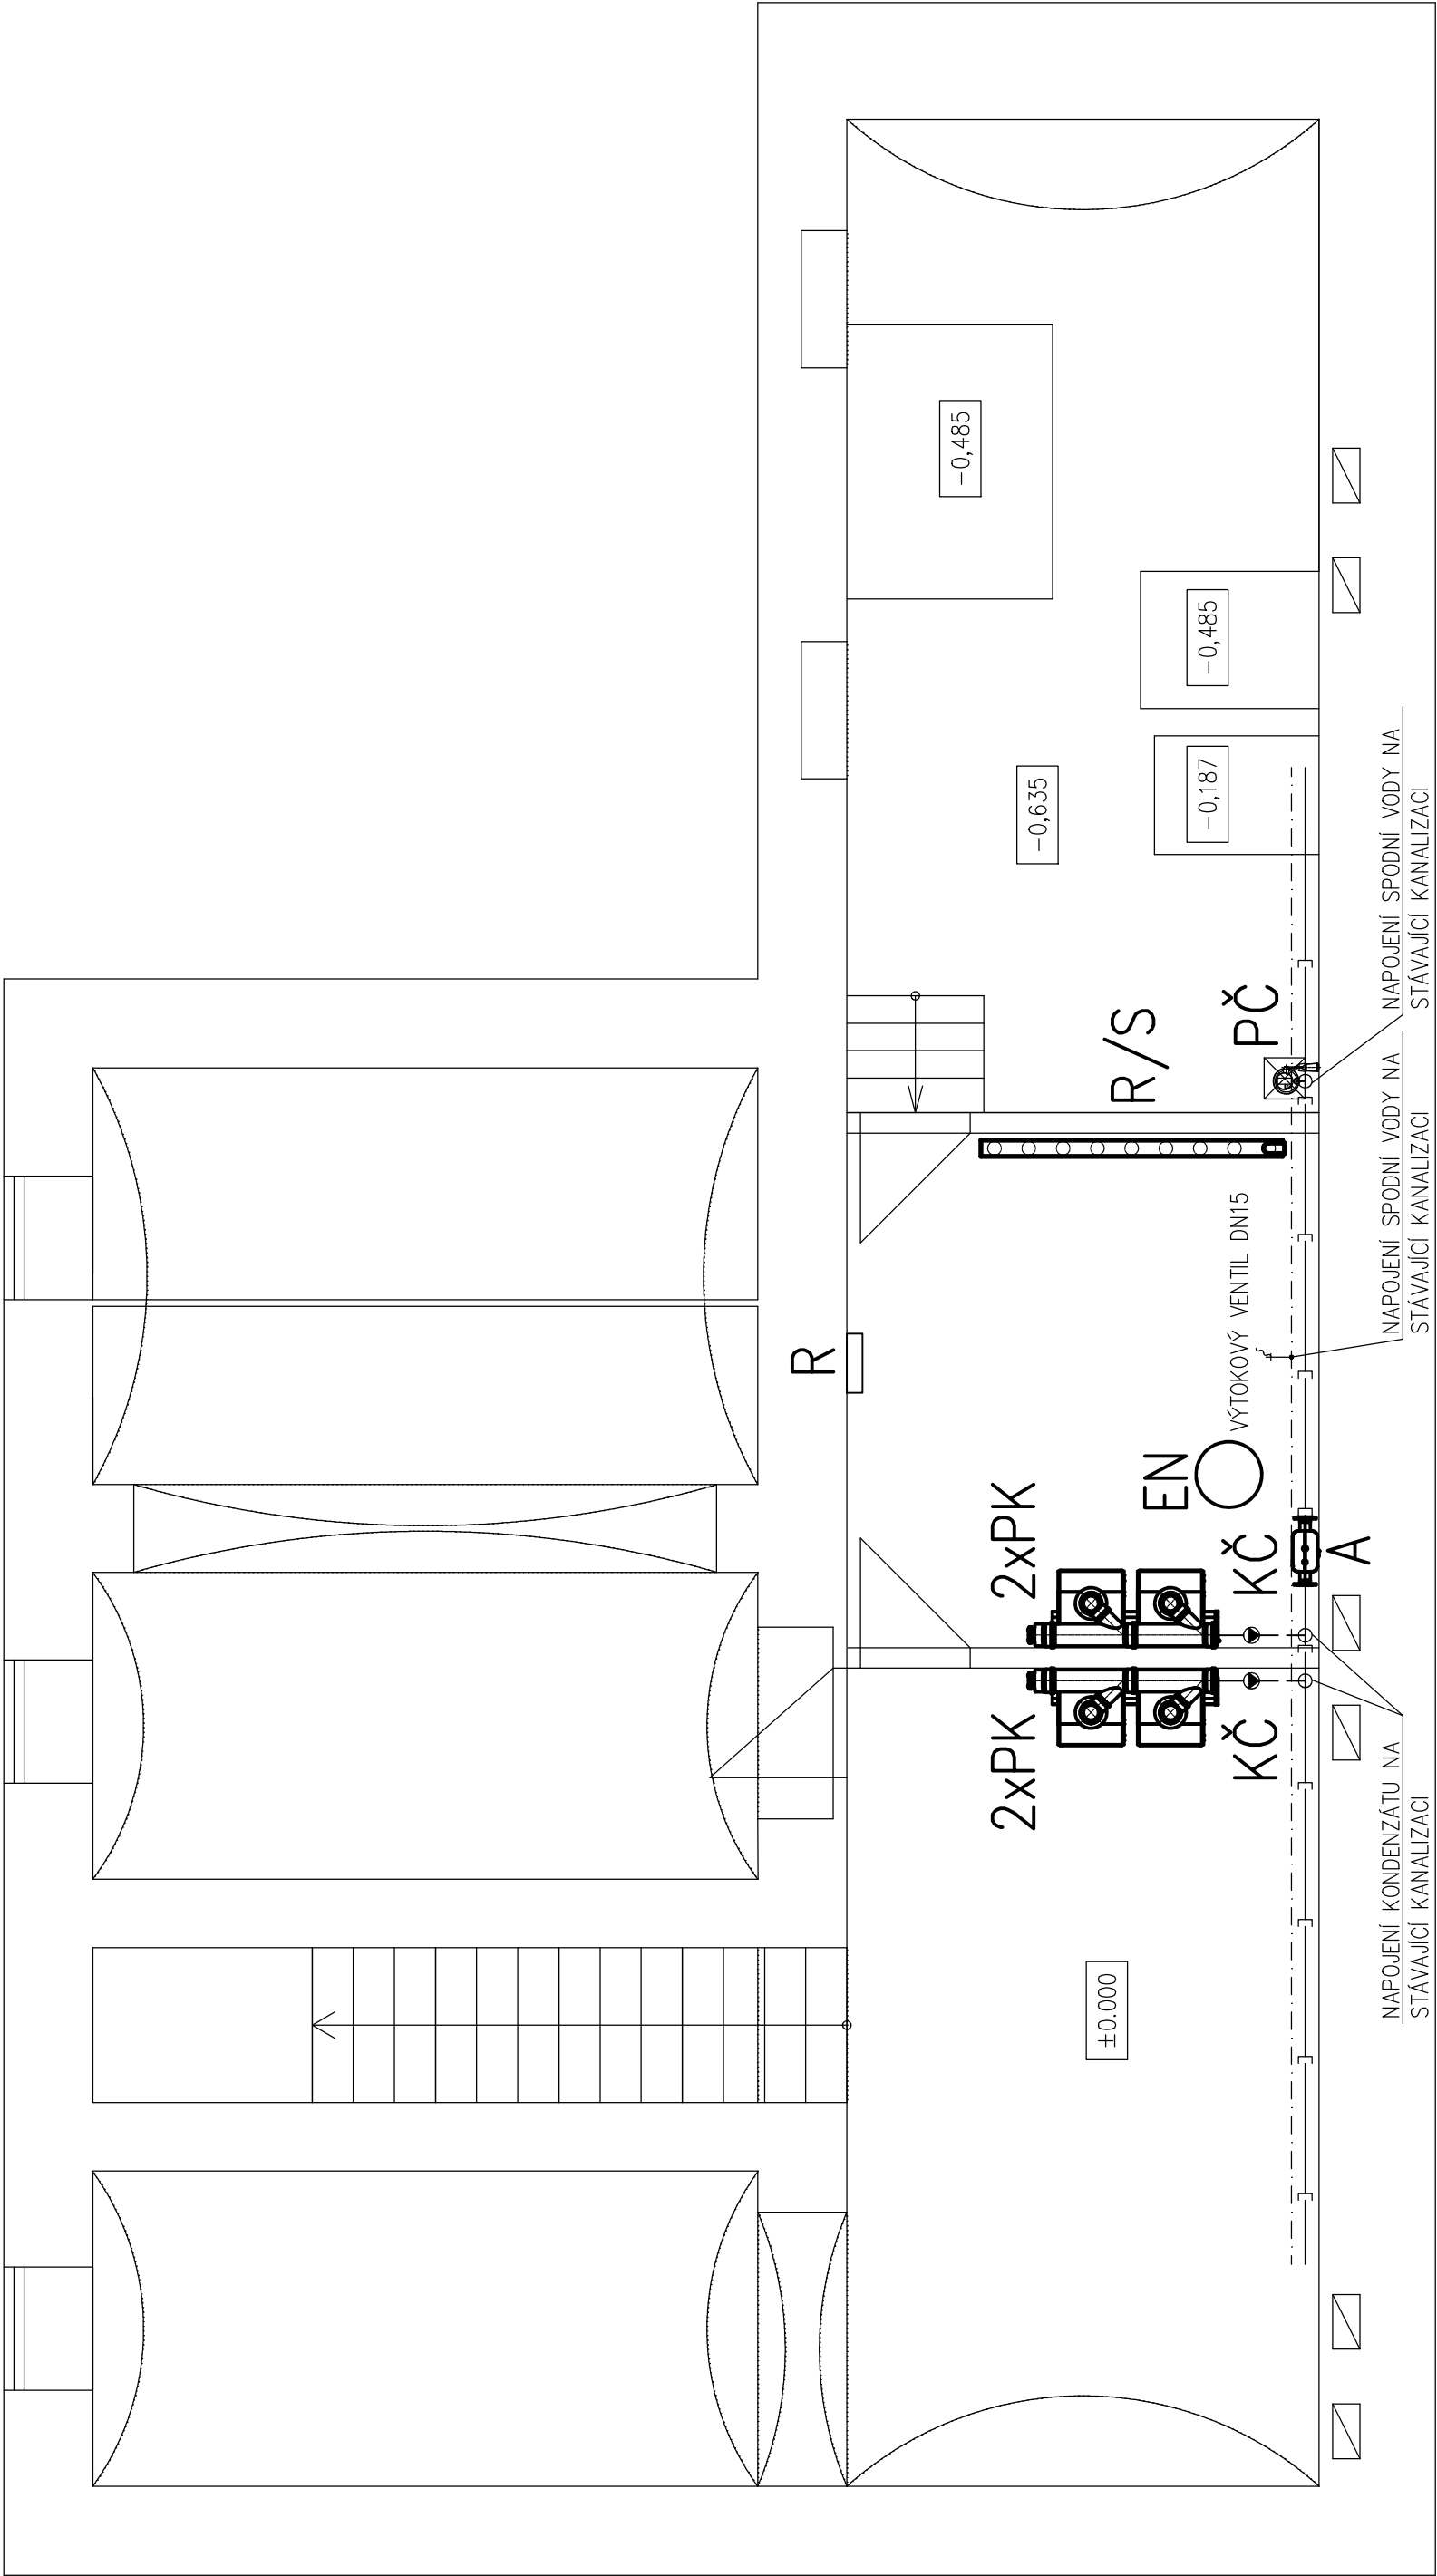 -0,485
-0,485
-0,187
-0,635
NAPOJENÍ SPODNÍ VODY NA
STÁVAJÍCÍ KANALIZACI
PČ
R/S
NAPOJENÍ SPODNÍ VODY NA
STÁVAJÍCÍ KANALIZACI
VÝTOKOVÝ VENTIL DN15
R
EN
2xPK
KČ
A
2xPK
KČ
NAPOJENÍ KONDENZÁTU NA
STÁVAJÍCÍ KANALIZACI
±0.000